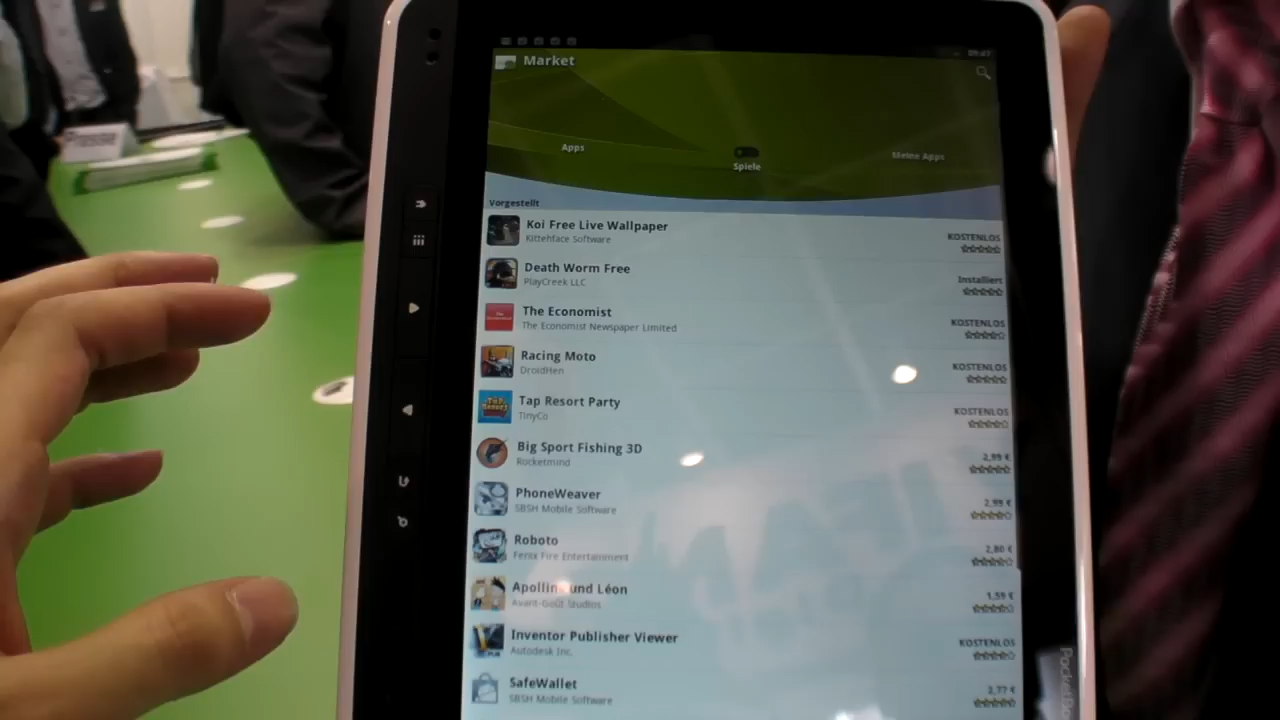 Market
Apps
Spiele
Meine Apps
Vorgestellt
Koi Free Live Wallpaper
Kittehface Software
KOSTENLOS
Death Worm Free
PlayCreek LLC
Installiert
The Economist
The Economist Newspaper Limited
KOSTENLOS
Racing Moto
DroidHen
KOSTENLOS
Tap Resort Party
TinyCo
KOSTENLOS
Big Sport Fishing 3D
Rocketmind
2,99 €
PhoneWeaver
SBSH Mobile Software
2,99 €
Roboto
Fenix Fire Entertainment
2,80 €
Apollin und Léon
Avant-Goût Studios
1,59 €
Inventor Publisher Viewer
Autodesk Inc.
KOSTENLOS
SafeWallet
SBSH Mobile Software
2,77 €